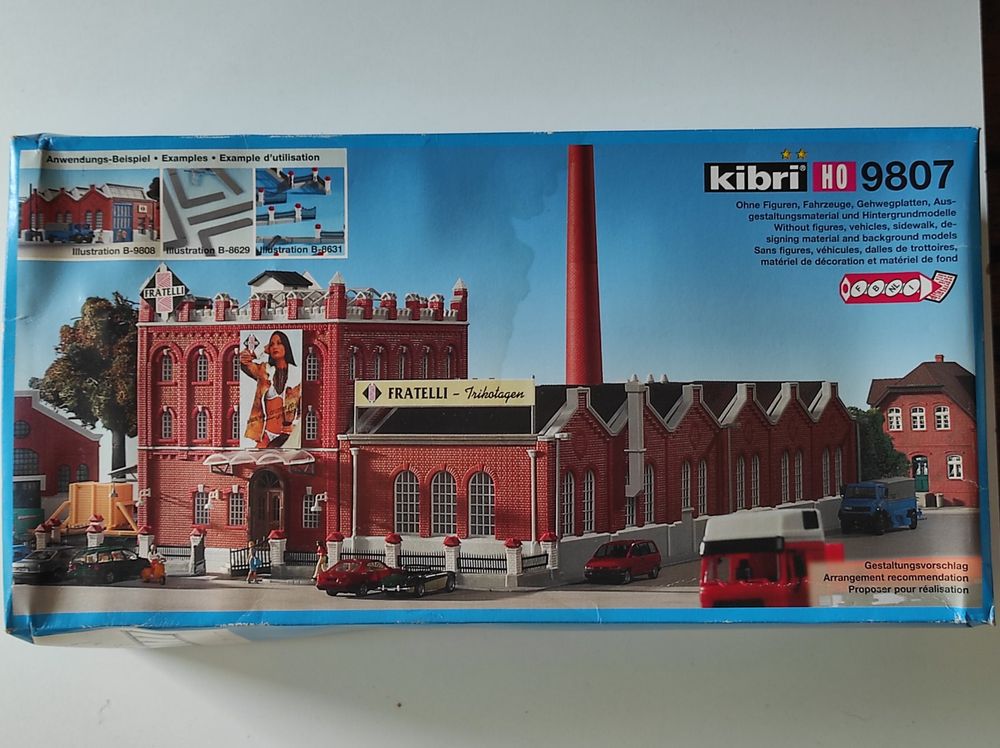 Anwendungs-Beispiel • Examples • Example d'utilisation
Illustration B-9808
Illustration B-8629
Illustration B-8631
kibri HO 9807
Ohne Figuren, Fahrzeuge, Gehwegplatten, Aus-
gestaltungsmaterial und Hintergrundmodelle
Without figures, vehicles, sidewalk, de-
signing material and background models
Sans figures, véhicules, dalles de trottoires,
matériel de décoration et matériel de fond
FRATELLI
FRATELLI - Trikotagen
Gestaltungsvorschlag
Arrangement recommendation
Proposer pour réalisation